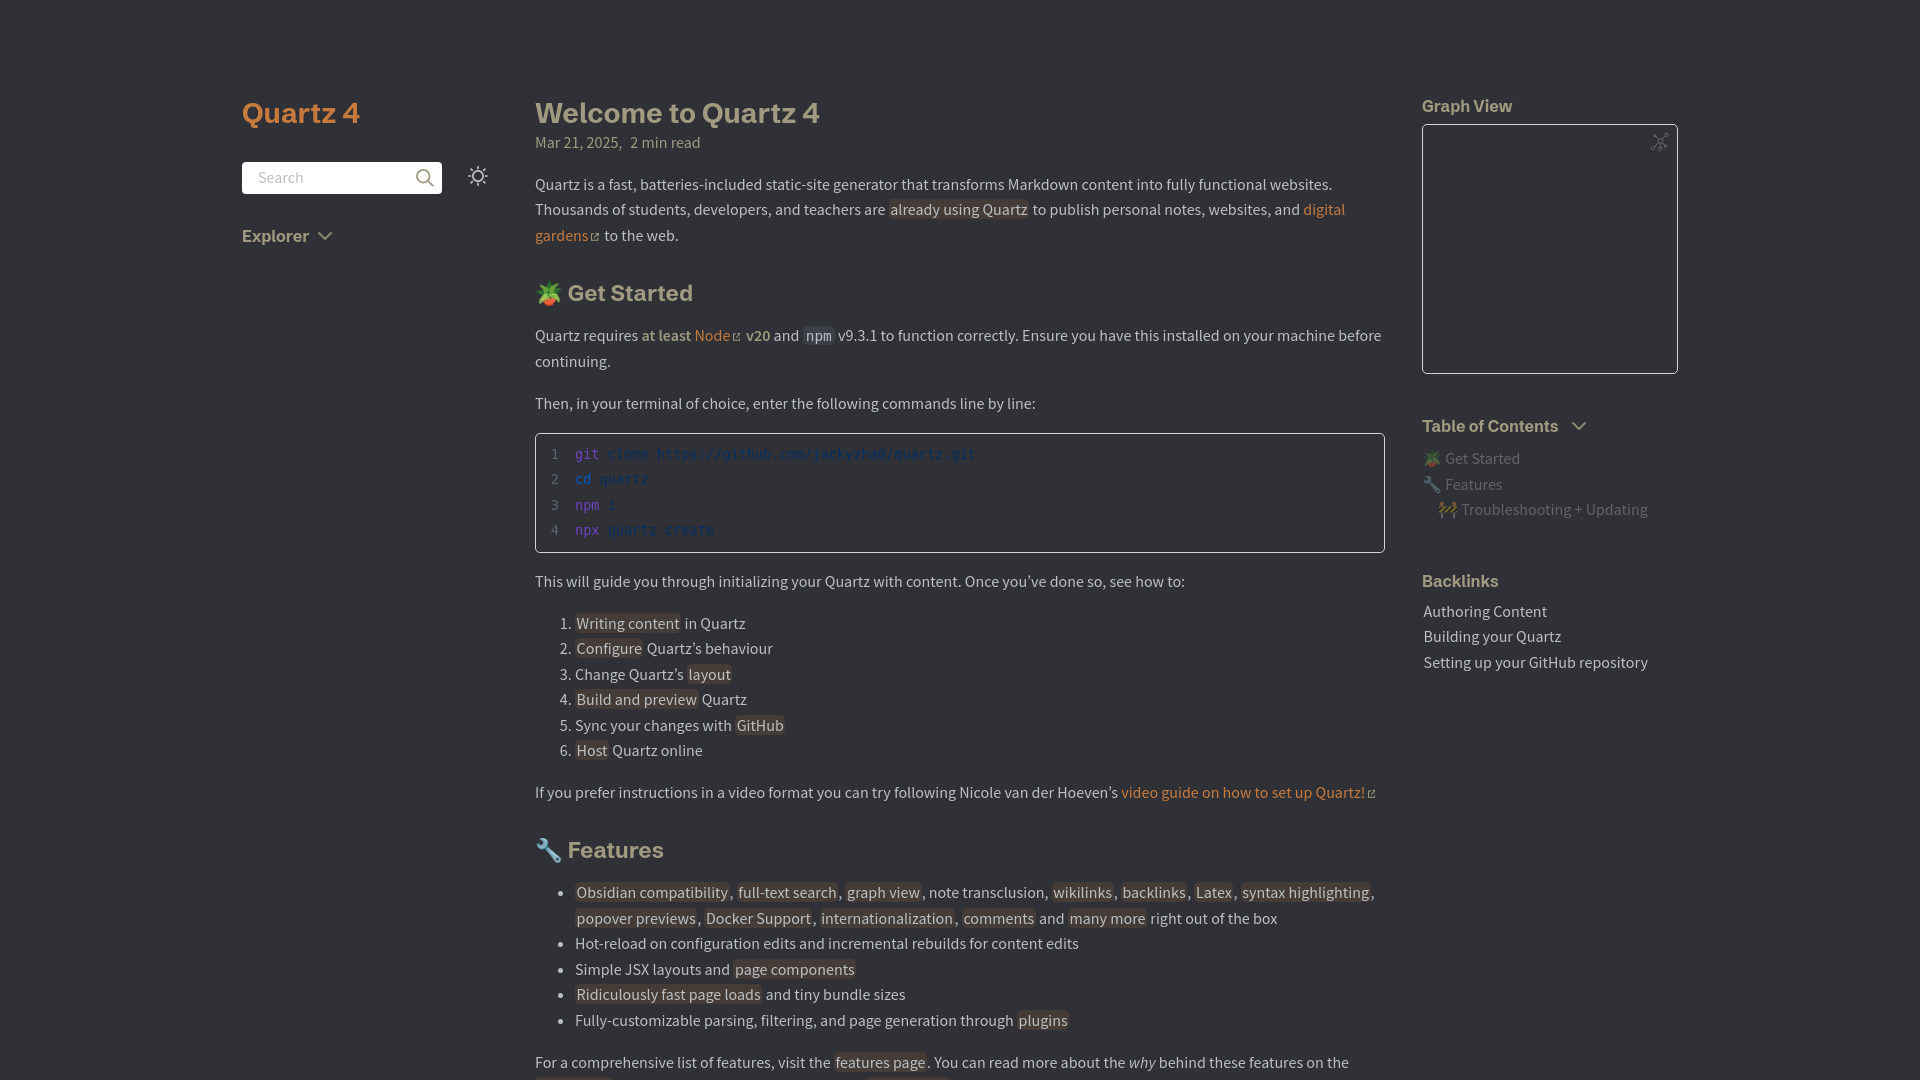 Quartz 4
Search
Explorer
Welcome to Quartz 4
Mar 21, 2025, 2 min read
Quartz is a fast, batteries-included static-site generator that transforms Markdown content into fully functional websites.
Thousands of students, developers, and teachers are already using Quartz to publish personal notes, websites, and digital
gardens to the web.
🪴 Get Started
Quartz requires at least Node v20 and npm v9.3.1 to function correctly. Ensure you have this installed on your machine before
continuing.
Then, in your terminal of choice, enter the following commands line by line:
1 git clone https://github.com/jackyzha0/quartz.git
2 cd quartz
3 npm i
4 npx quartz create
This will guide you through initializing your Quartz with content. Once you’ve done so, see how to:
1. Writing content in Quartz
2. Configure Quartz’s behaviour
3. Change Quartz’s layout
4. Build and preview Quartz
5. Sync your changes with GitHub
6. Host Quartz online
If you prefer instructions in a video format you can try following Nicole van der Hoeven’s video guide on how to set up Quartz!
🔧 Features
• Obsidian compatibility, full-text search, graph view, note transclusion, wikilinks, backlinks, Latex, syntax highlighting,
popover previews, Docker Support, internationalization, comments and many more right out of the box
• Hot-reload on configuration edits and incremental rebuilds for content edits
• Simple JSX layouts and page components
• Ridiculously fast page loads and tiny bundle sizes
• Fully-customizable parsing, filtering, and page generation through plugins
For a comprehensive list of features, visit the features page. You can read more about the why behind these features on the
Graph View
Table of Contents
🪴 Get Started
🔧 Features
🚧 Troubleshooting + Updating
Backlinks
Authoring Content
Building your Quartz
Setting up your GitHub repository